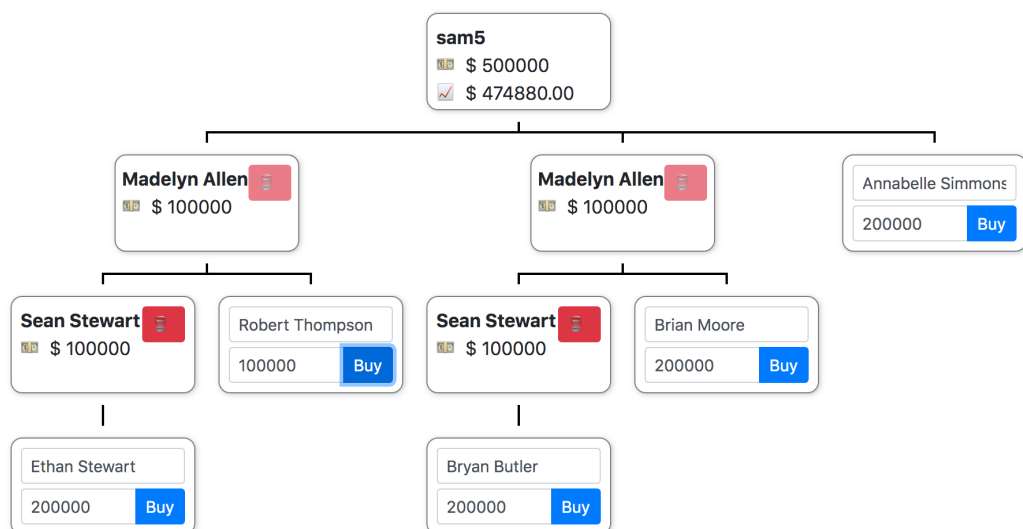 sam5
$ 500000
$ 474880.00
Madelyn Allen
$ 100000
Madelyn Allen
$ 100000
Annabelle Simmons
200000 Buy
Sean Stewart
$ 100000
Robert Thompson
100000 Buy
Sean Stewart
$ 100000
Brian Moore
200000 Buy
Ethan Stewart
200000 Buy
Bryan Butler
200000 Buy